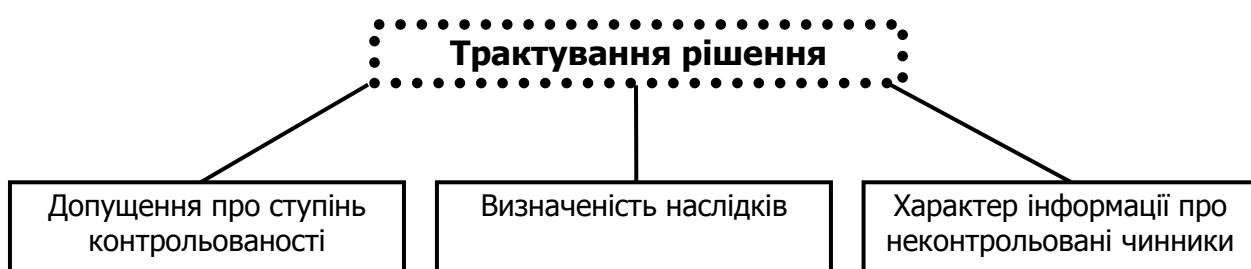 Трактування рішення
Допущення про ступінь
контрольованості
Визначеність наслідків
Характер інформації про
неконтрольовані чинники